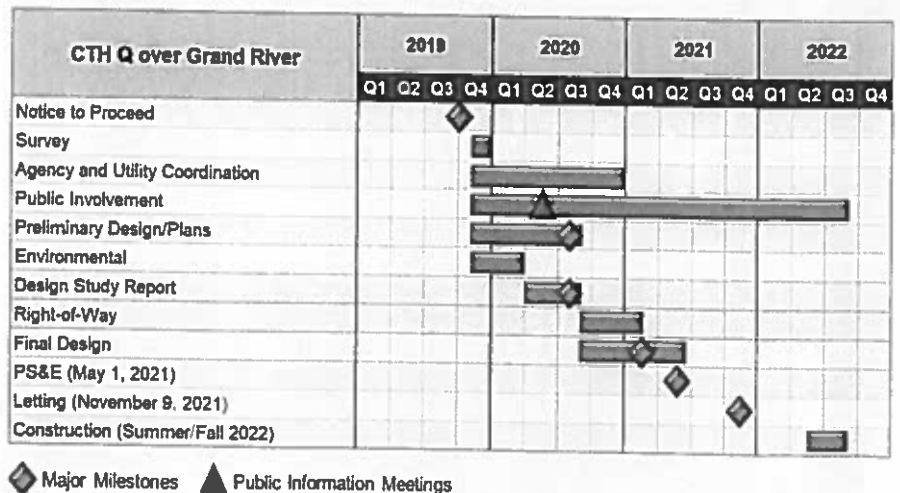 CTH Q over Grand River
2019 2020 2021 2022
Q1 Q2 Q3 Q4 Q1 Q2 Q3 Q4 Q1 Q2 Q3 Q4 Q1 Q2 Q3 Q4
Notice to Proceed
Survey
Agency and Utility Coordination
Public Involvement
Preliminary Design/Plans
Environmental
Design Study Report
Right-of-Way
Final Design
PS&E (May 1, 2021)
Letting (November 9, 2021)
Construction (Summer/Fall 2022)
Major Milestones Public Information Meetings